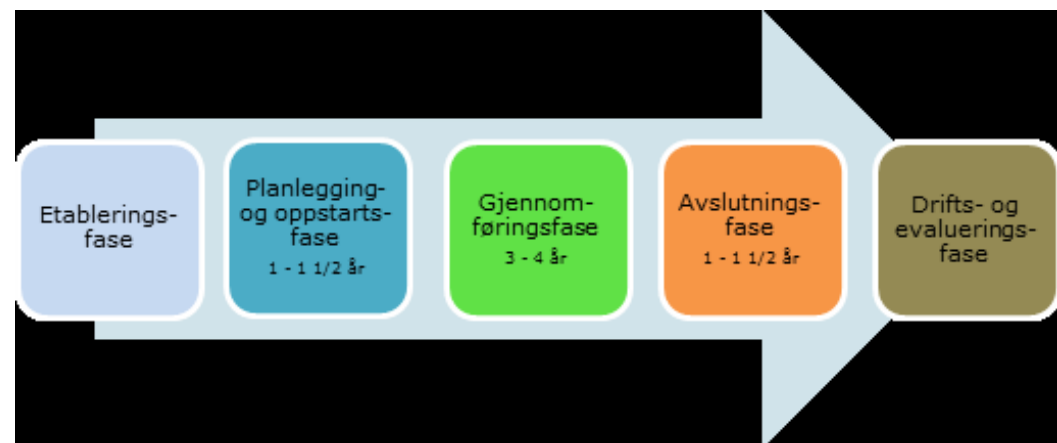 Etablerings-
fase
Planlegging-
og oppstarts-
fase
1 - 1 1/2 år
Gjennom-
føringsfase
3 - 4 år
Avslutnings-
fase
1 - 1 1/2 år
Drifts- og
evaluerings-
fase